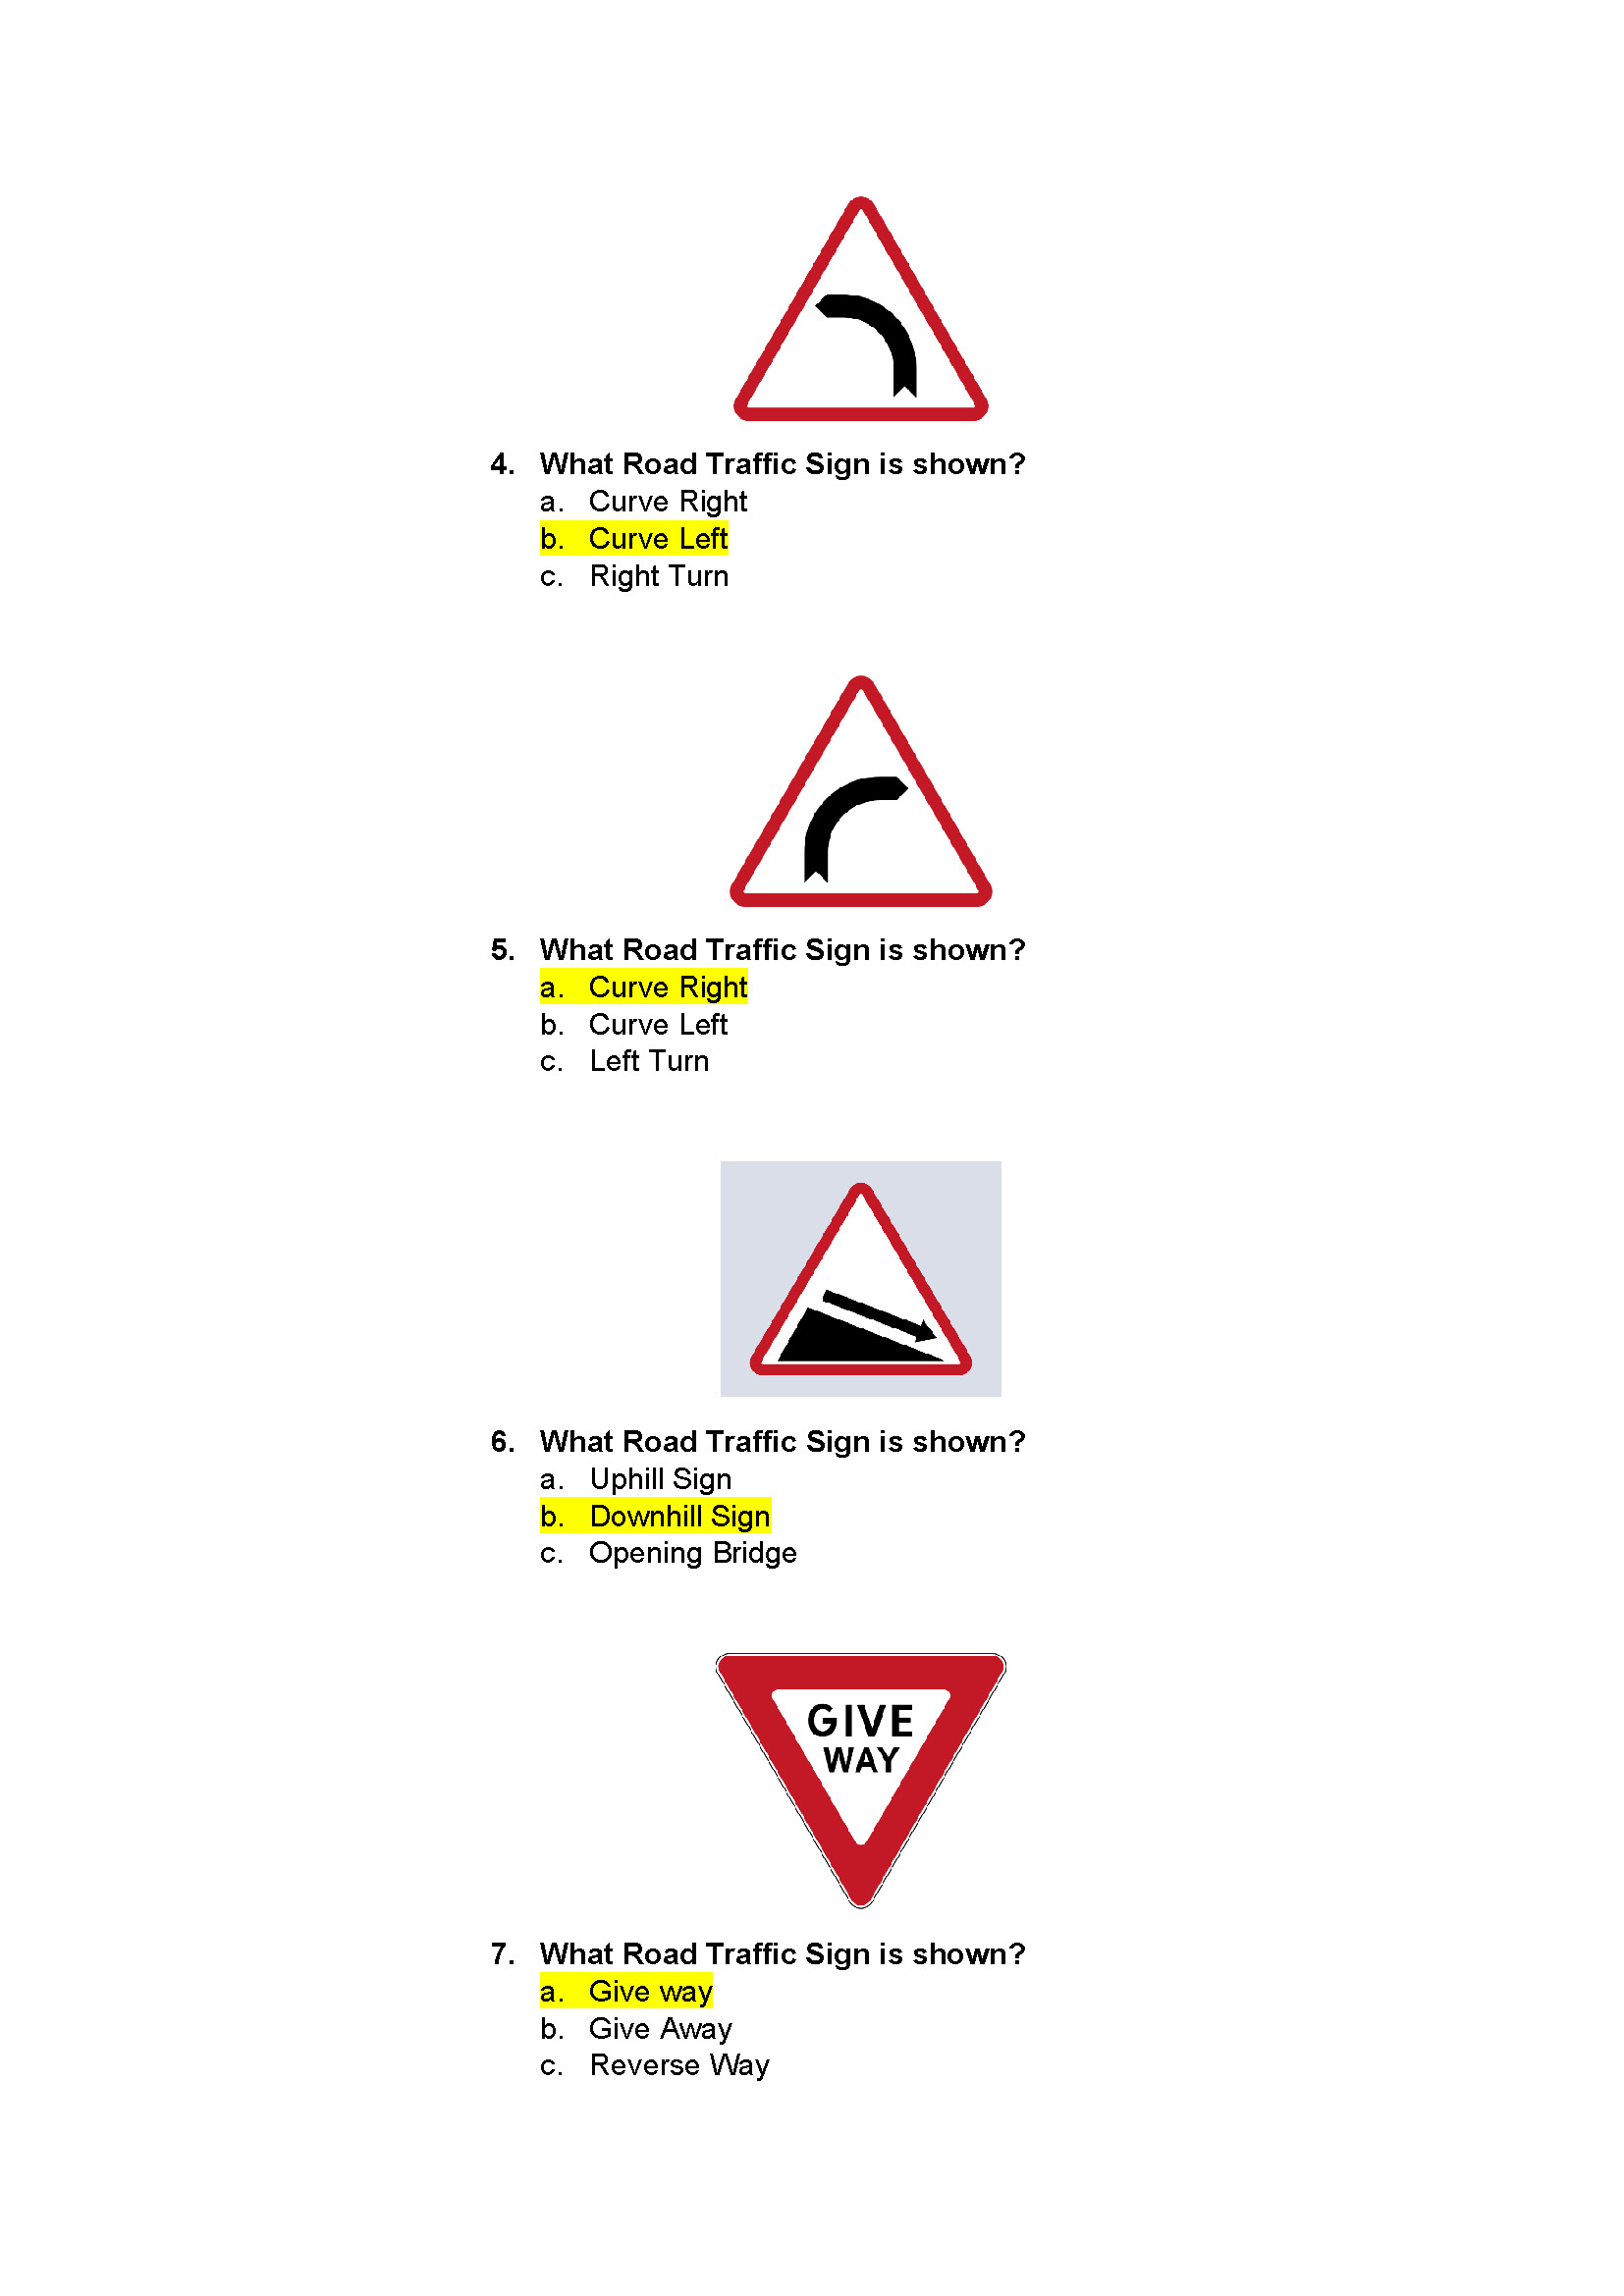 4. What Road Traffic Sign is shown?
a. Curve Right
b. Curve Left
c. Right Turn
5. What Road Traffic Sign is shown?
a. Curve Right
b. Curve Left
c. Left Turn
6. What Road Traffic Sign is shown?
a. Uphill Sign
b. Downhill Sign
c. Opening Bridge
GIVE
WAY
7. What Road Traffic Sign is shown?
a. Give way
b. Give Away
c. Reverse Way